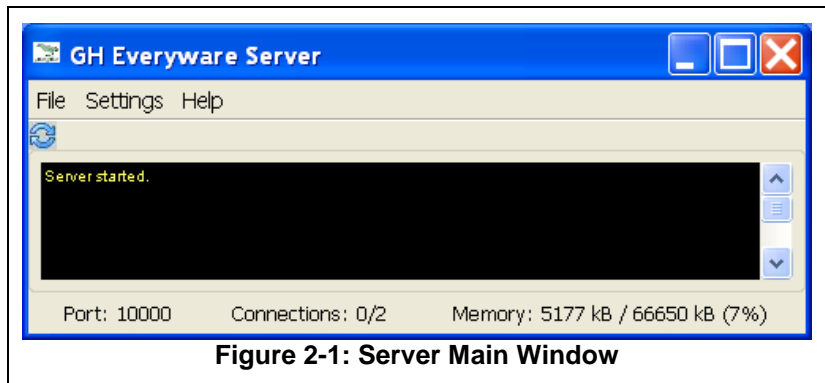 GH Everyware Server
File Settings Help
Server started.
Port: 10000 Connections: 0/2 Memory: 5177 kB / 66650 kB (7%)
Figure 2-1: Server Main Window